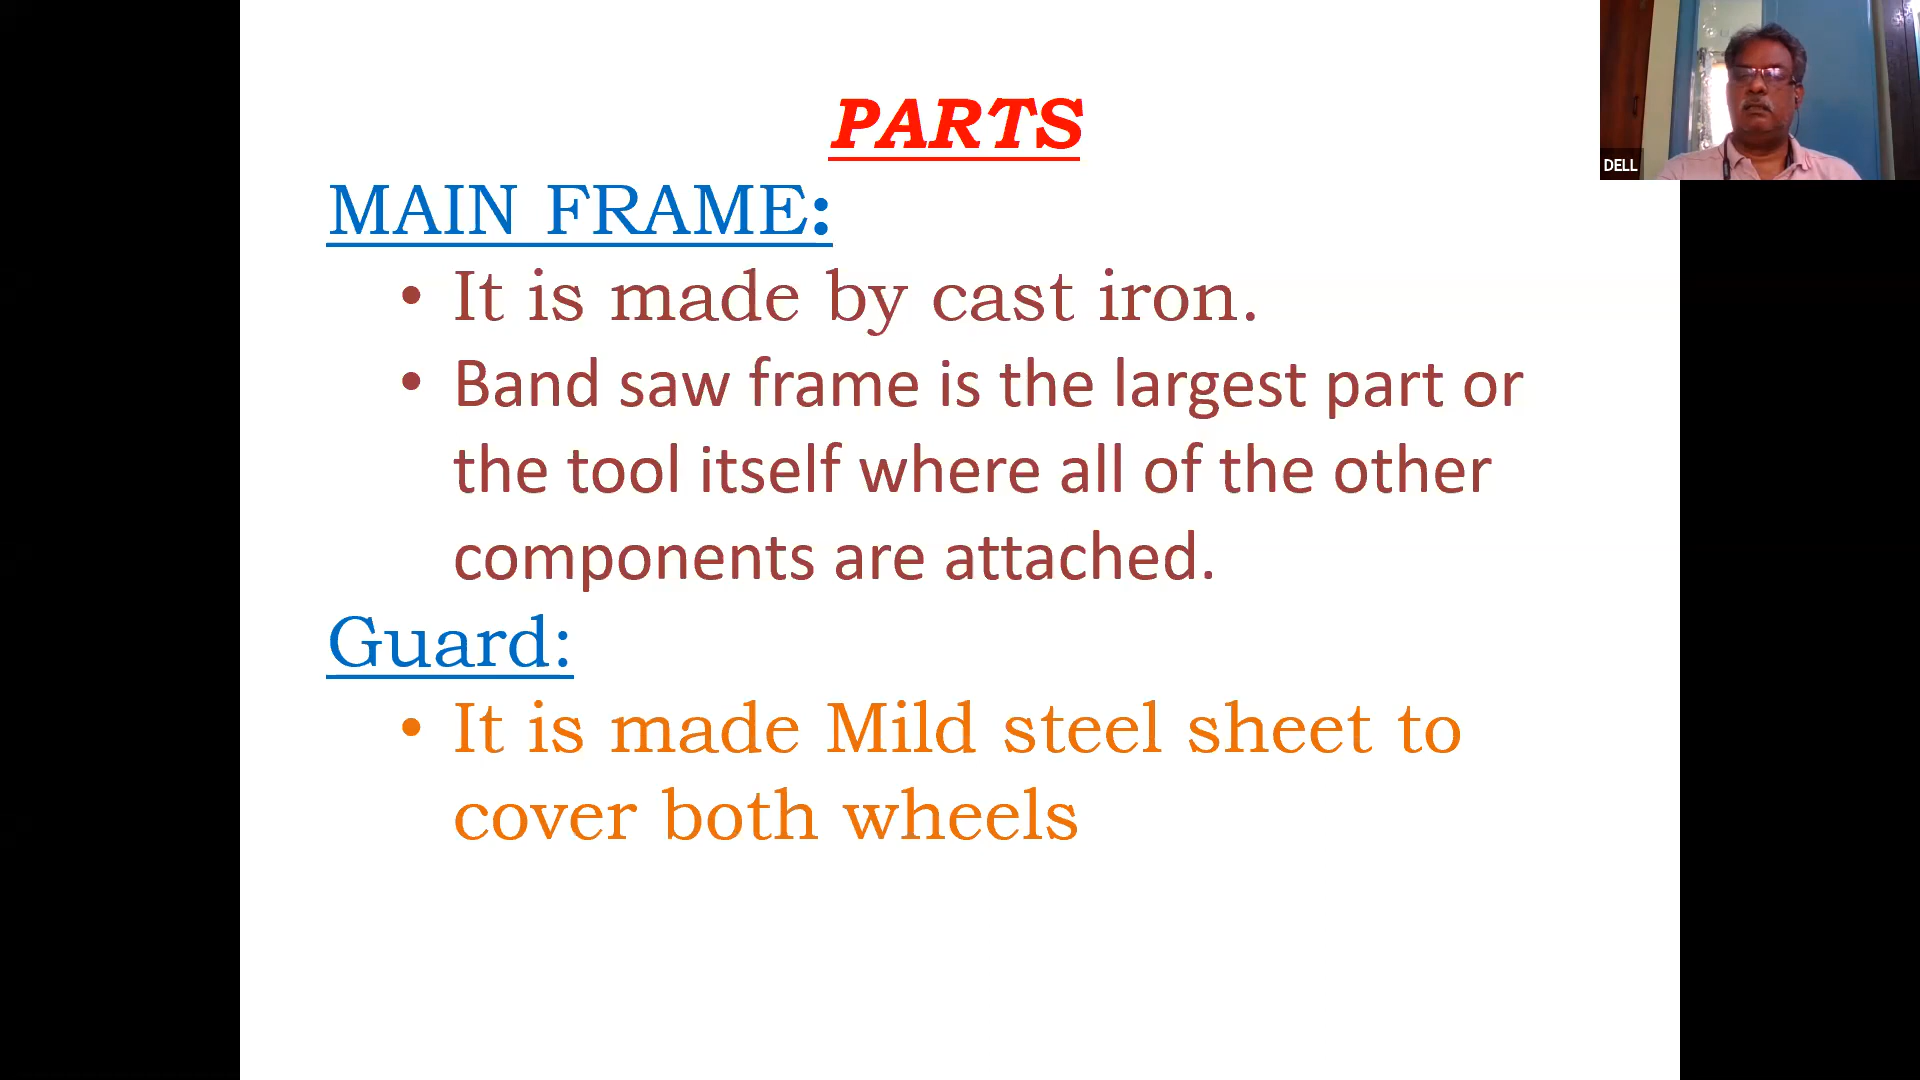 PARTS
DELL
MAIN FRAME:
• It is made by cast iron.
• Band saw frame is the largest part or
the tool itself where all of the other
components are attached.
Guard:
• It is made Mild steel sheet to
cover both wheels